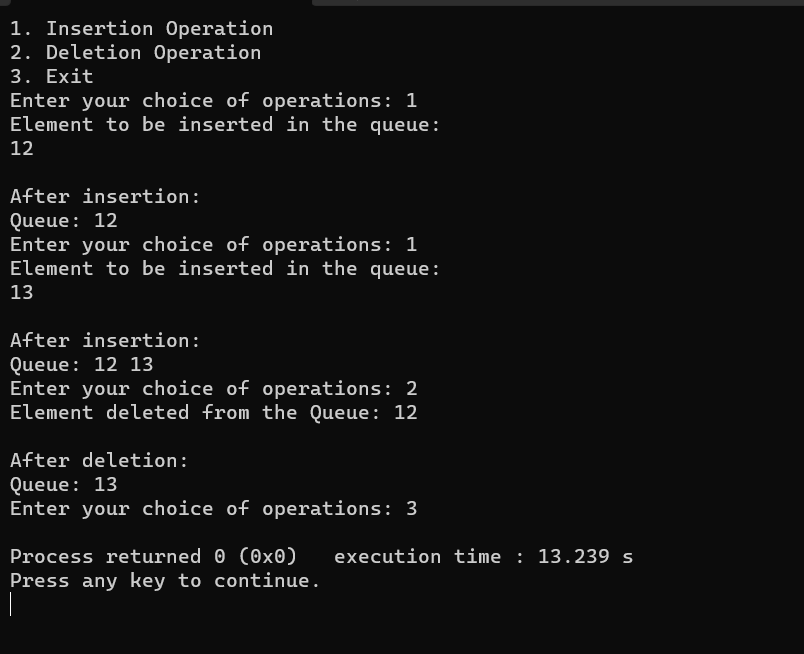 1. Insertion Operation
2. Deletion Operation
3. Exit
Enter your choice of operations: 1
Element to be inserted in the queue:
12
After insertion:
Queue: 12
Enter your choice of operations: 1
Element to be inserted in the queue:
13
After insertion:
Queue: 12 13
Enter your choice of operations: 2
Element deleted from the Queue: 12
After deletion:
Queue: 13
Enter your choice of operations: 3
Process returned 0 (0x0)   execution time : 13.239 s
Press any key to continue.